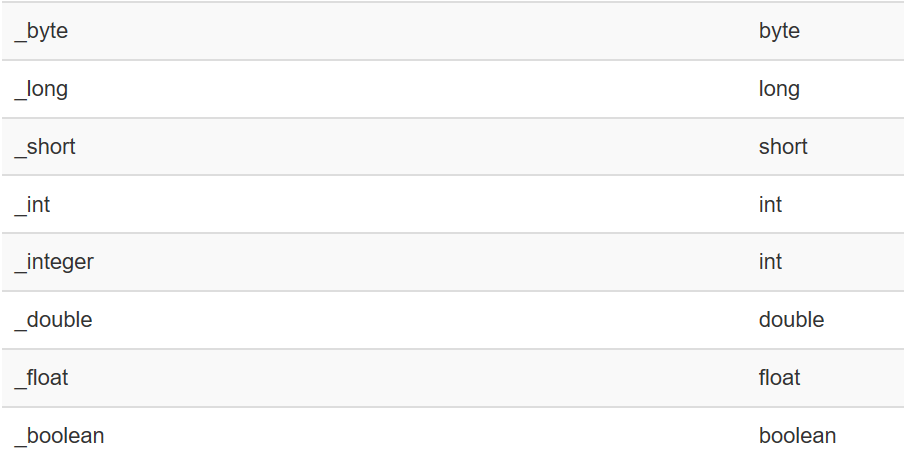 _byte byte
_long long
_short short
_int int
_integer int
_double double
_float float
_boolean boolean